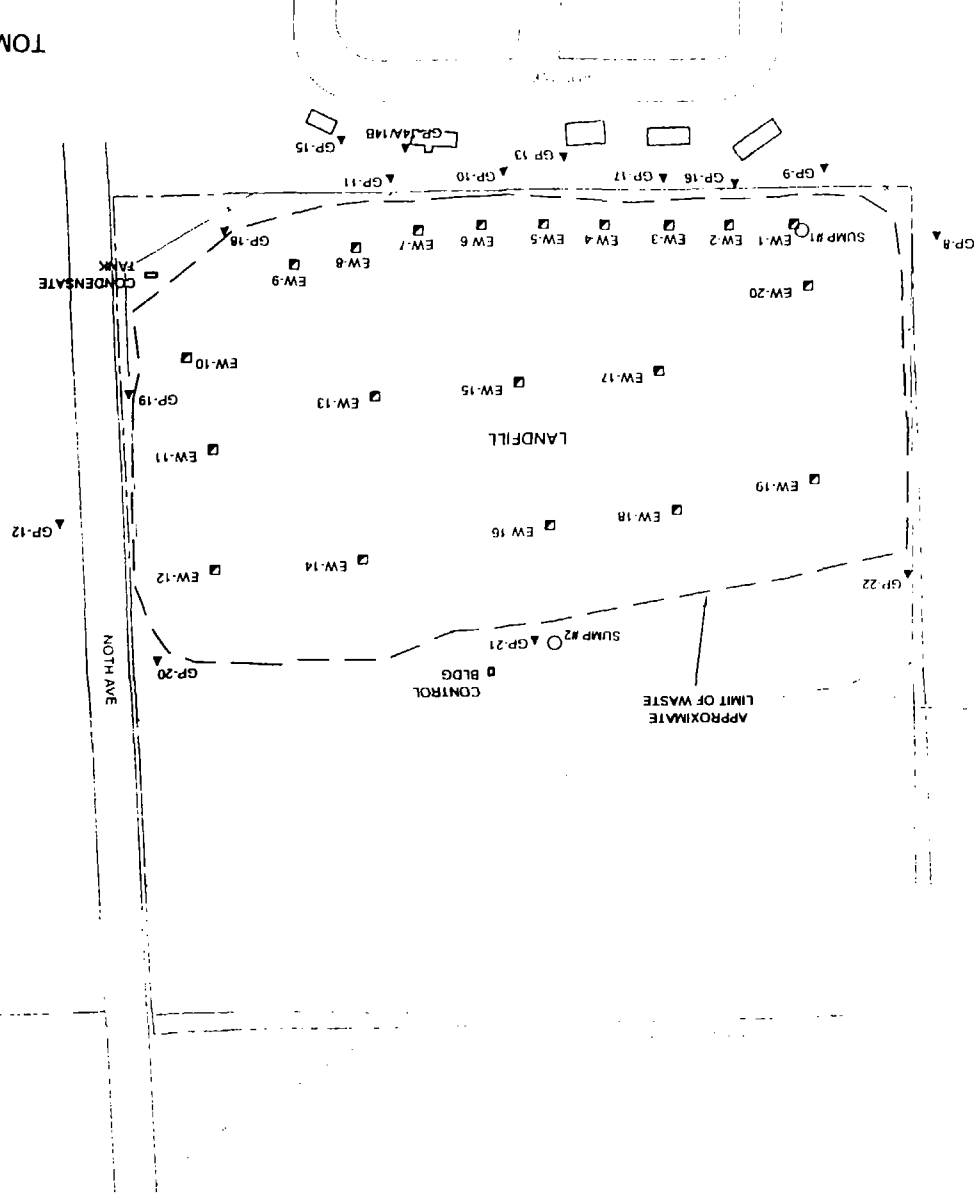 APPROXIMATE
LIMIT OF WASTE
CONTROL
BLDG
GP-20
NOTH AVE
SUMP #2
GP-21
GP-22
EW-12
EW-14
EW 16
EW-18
EW-19
GP-12
EW-11
LANDFILL
GP-19
EW-13
EW-15
EW-17
EW-10
EW-20
CONDENSATE
TANK
EW-9
EW-8
EW-7
EW 6
EW-5
EW-4
EW-3
EW-2
EW-1
SUMP #1
GP-18
GP-8
GP-11
GP-10
GP-17
GP-16
GP-9
GP 13
GP-15
GP-14A/14B
TOW